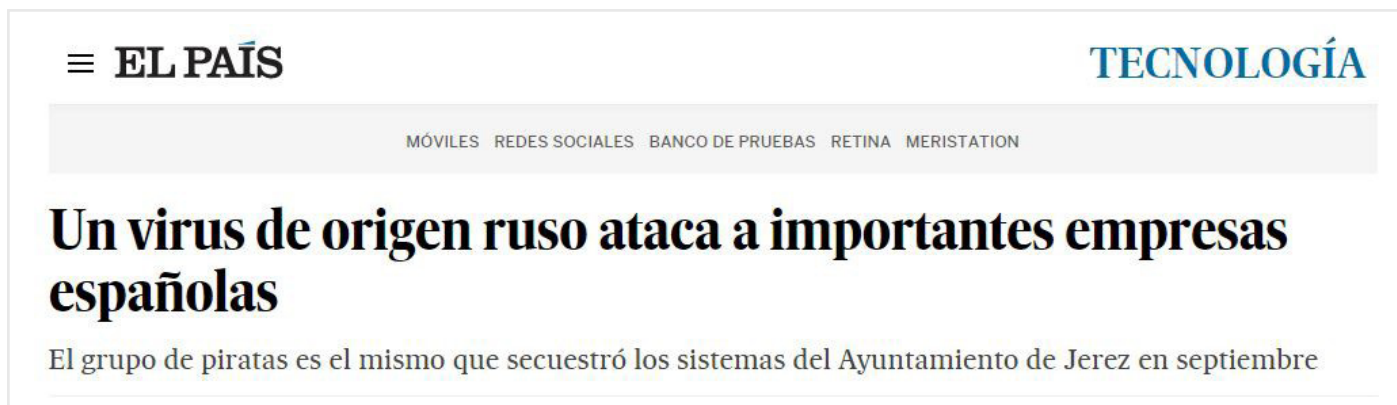 EL PAÍS
TECNOLOGÍA
MÓVILES REDES SOCIALES BANCO DE PRUEBAS RETINA MERISTATION
Un virus de origen ruso ataca a importantes empresas
españolas
El grupo de piratas es el mismo que secuestró los sistemas del Ayuntamiento de Jerez en septiembre